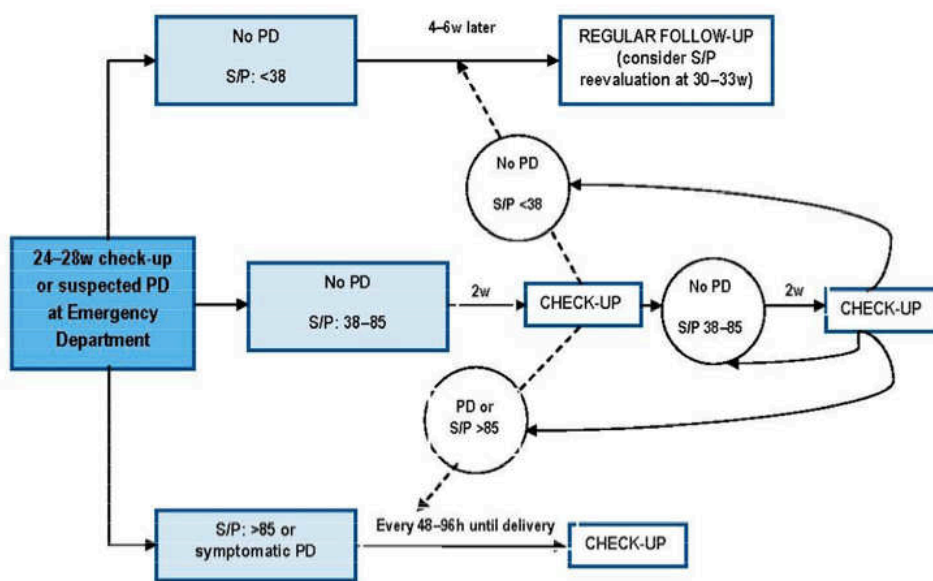 No PD
S/P: <38
4–6w later
REGULAR FOLLOW-UP
(consider S/P
reevaluation at 30–33w)
No PD
S/P <38
24–28w check-up
or suspected PD
at Emergency
Department
No PD
S/P: 38–85
2w
CHECK-UP
No PD
S/P 38–85
2w
CHECK-UP
PD or
S/P >85
S/P: >85 or
symptomatic PD
Every 48–96h until delivery
CHECK-UP